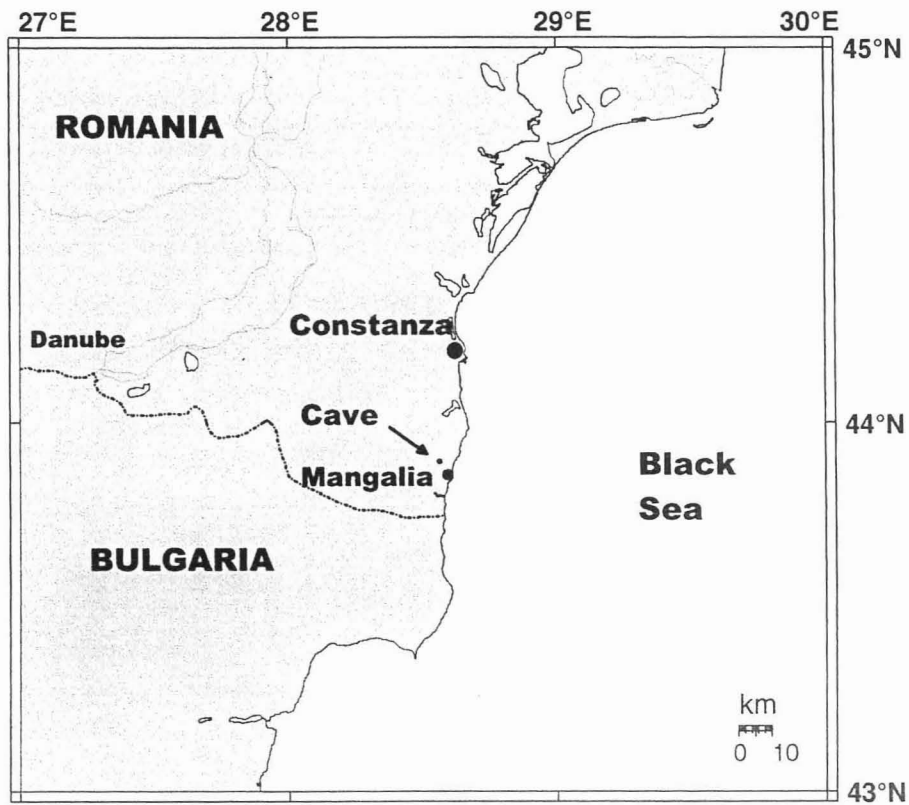 27°E 28°E 29°E 30°E
45°N
ROMANIA
Constanza
Danube
Cave
44°N
Mangalia
Black
Sea
BULGARIA
km
0 10
43°N